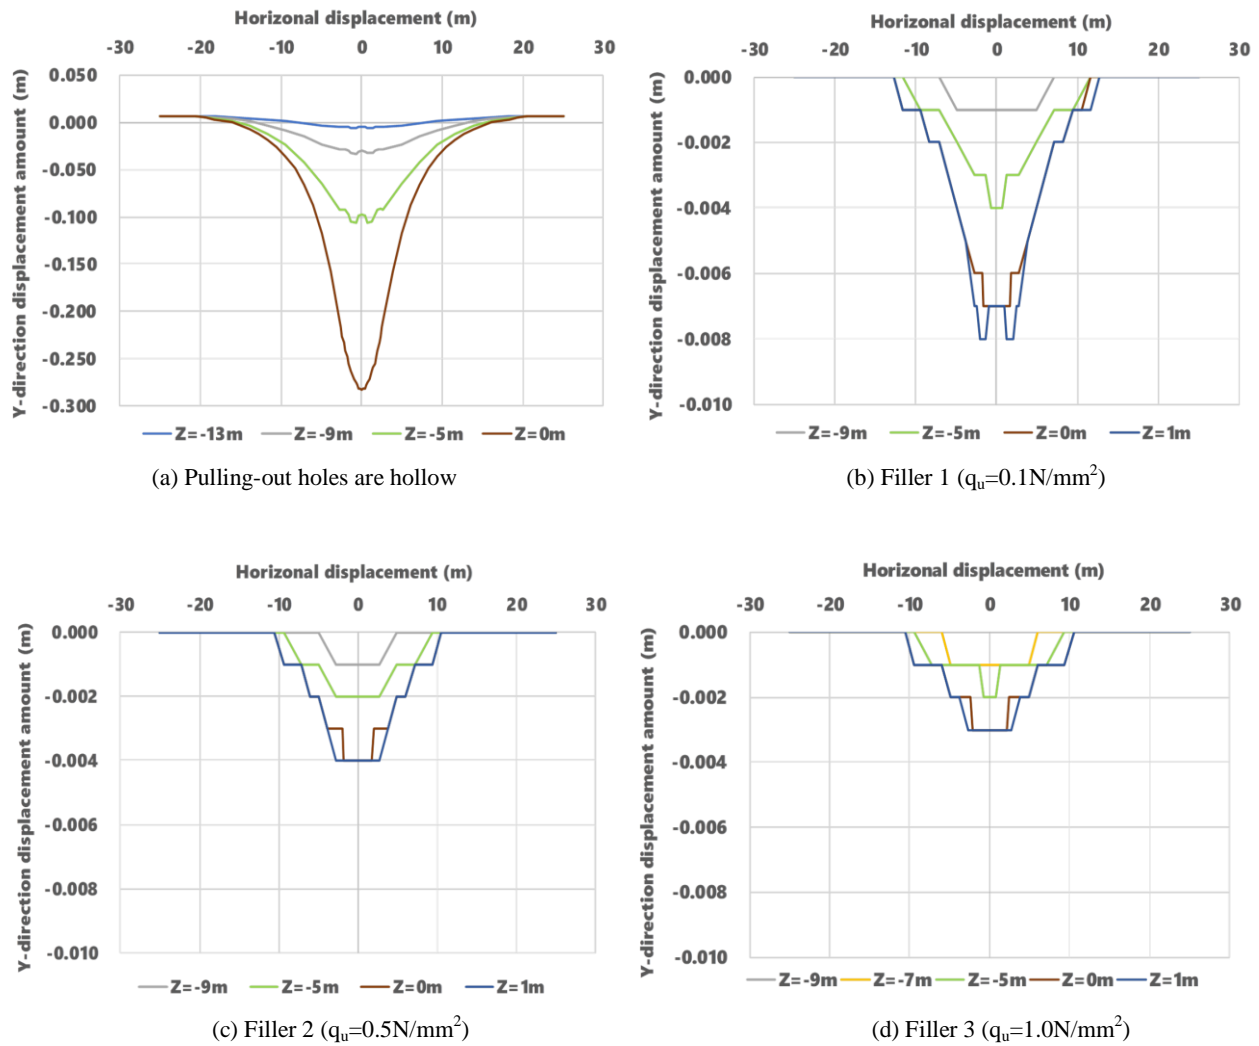 Horizonal displacement (m)
-30 -20 -10 0 10 20 30
Y-direction displacement amount (m)
0.050
0.000
-0.050
-0.100
-0.150
-0.200
-0.250
-0.300
Z=-13m Z=-9m Z=-5m Z=0m
(a) Pulling-out holes are hollow
Horizonal displacement (m)
-30 -20 -10 0 10 20 30
Y-direction displacement amount (m)
0.000
-0.002
-0.004
-0.006
-0.008
-0.010
Z=-9m Z=-5m Z=0m Z=1m
(b) Filler 1 (qu=0.1N/mm2)
Horizonal displacement (m)
-30 -20 -10 0 10 20 30
Y-direction displacement amount (m)
0.000
-0.002
-0.004
-0.006
-0.008
-0.010
Z=-9m Z=-5m Z=0m Z=1m
(c) Filler 2 (qu=0.5N/mm2)
Horizonal displacement (m)
-30 -20 -10 0 10 20 30
Y-direction displacement amount (m)
0.000
-0.002
-0.004
-0.006
-0.008
-0.010
Z=-9m Z=-7m Z=-5m Z=0m Z=1m
(d) Filler 3 (qu=1.0N/mm2)